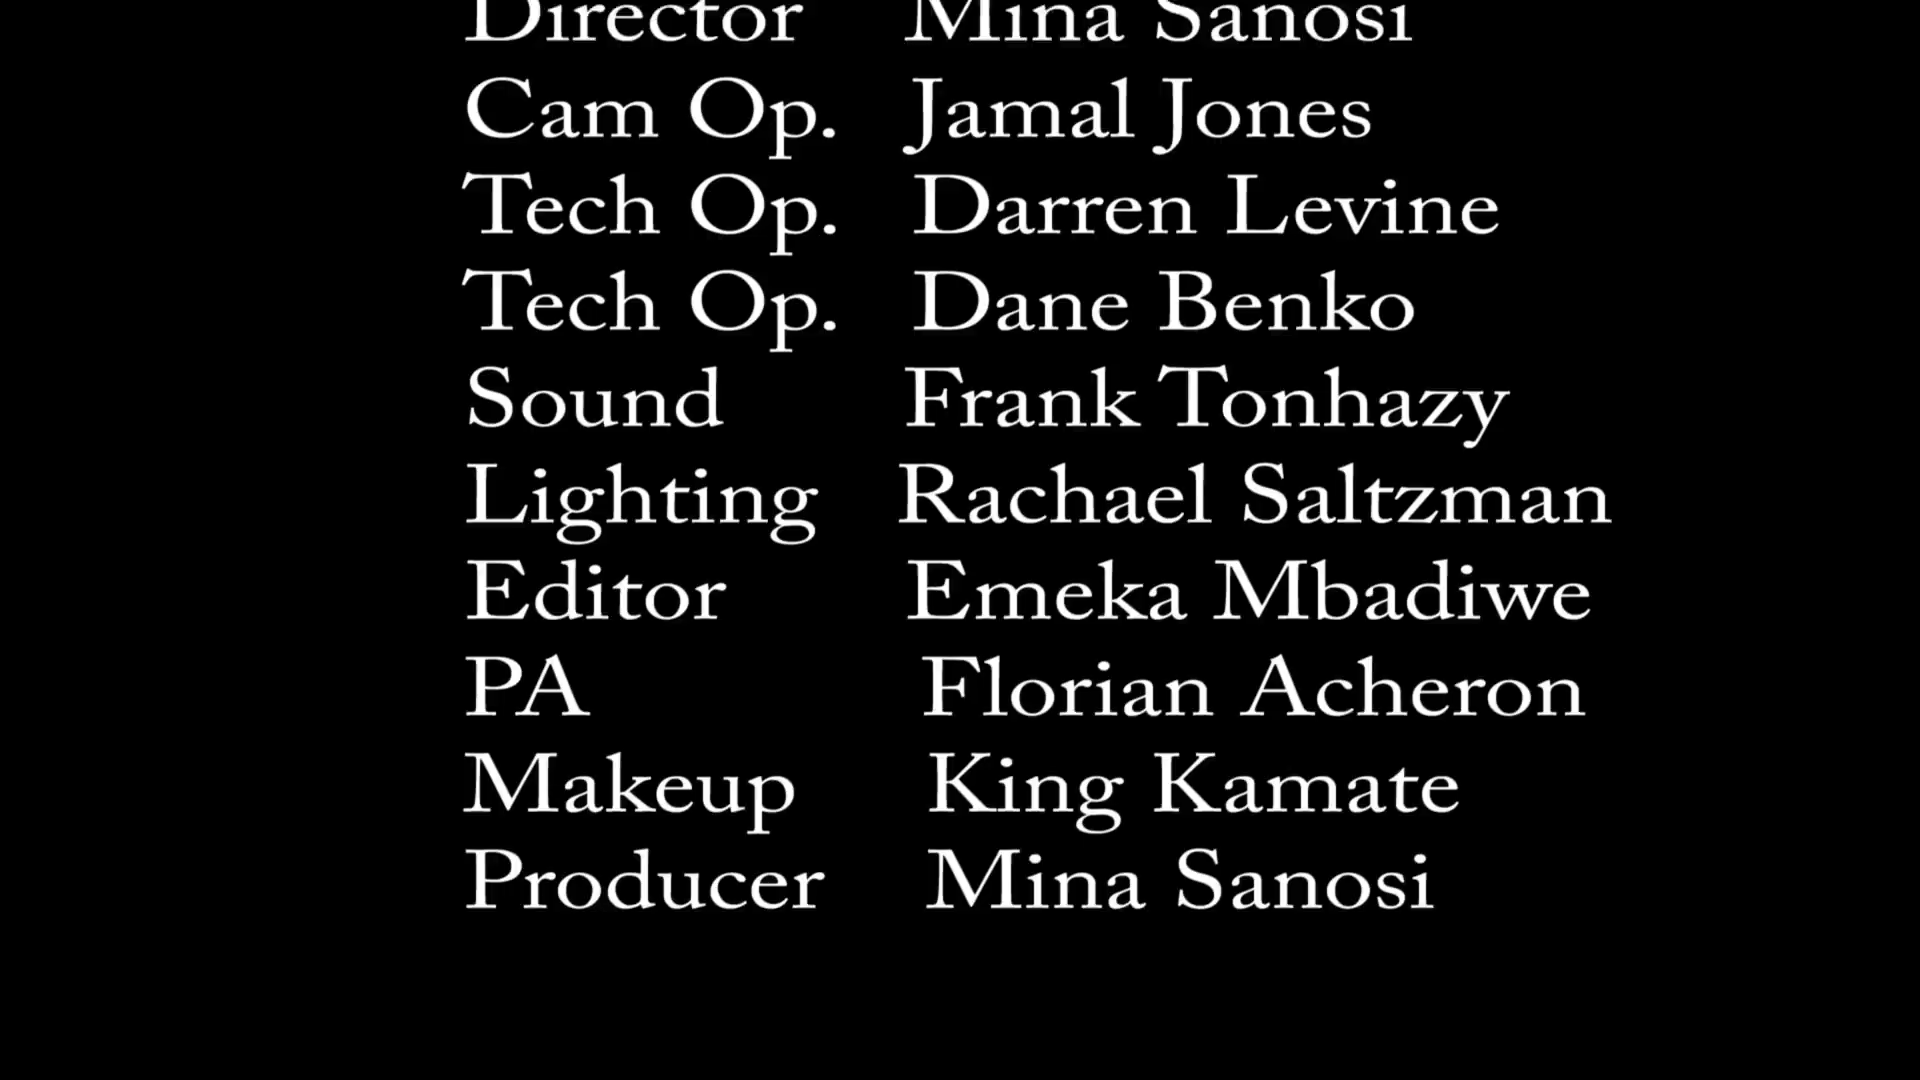 Director Mina Sanosi
Cam Op. Jamal Jones
Tech Op. Darren Levine
Tech Op. Dane Benko
Sound Frank Tonhazy
Lighting Rachael Saltzman
Editor Emeka Mbadiwe
PA Florian Acheron
Makeup King Kamate
Producer Mina Sanosi